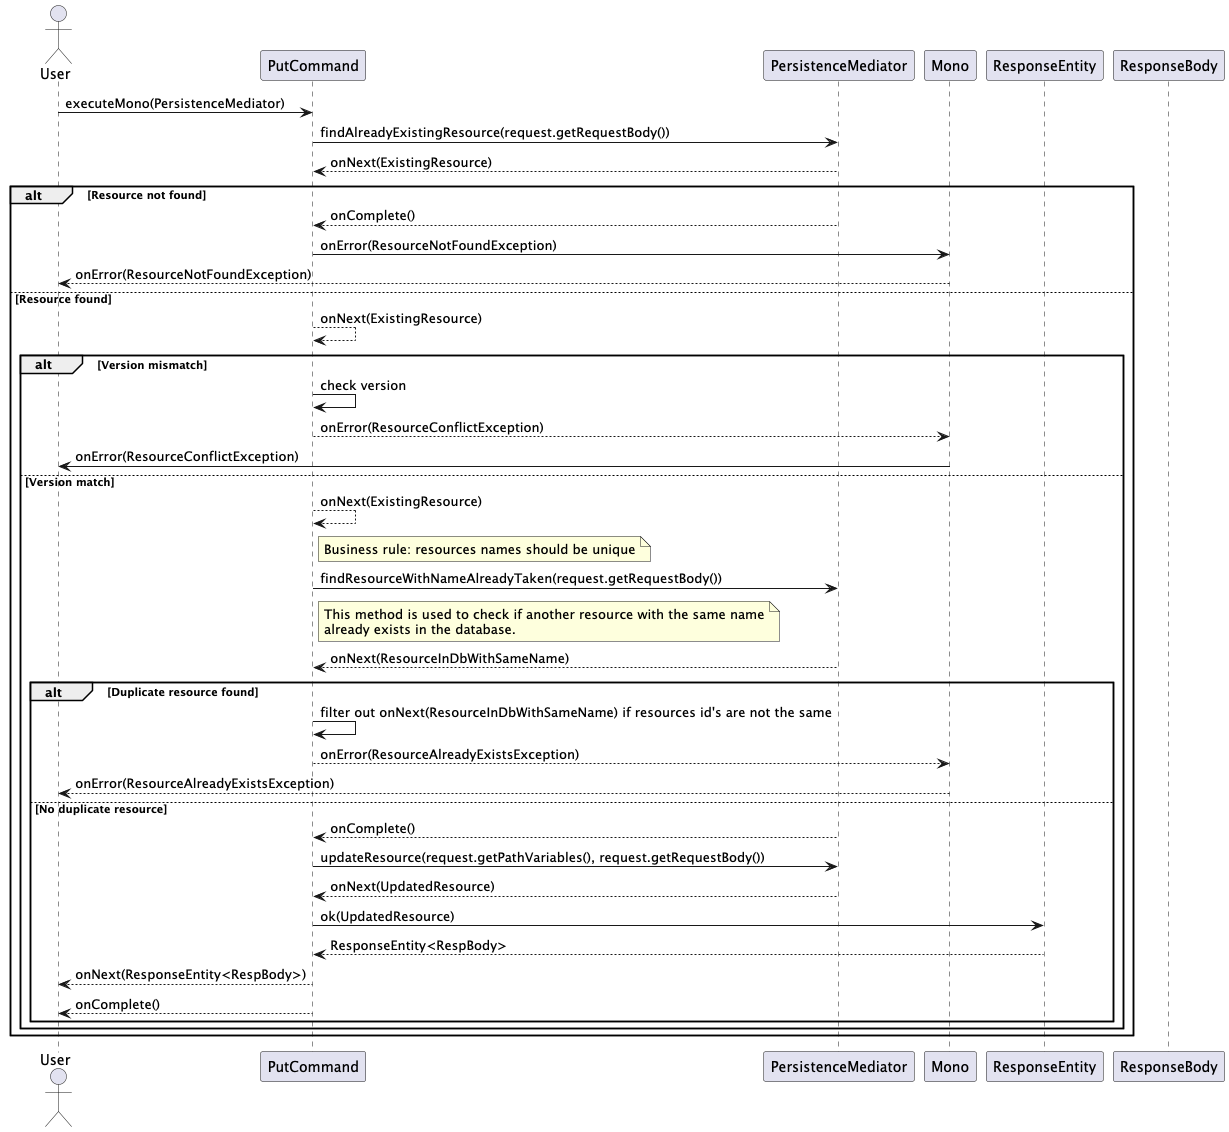 User
PutCommand
PersistenceMediator
Mono
ResponseEntity
ResponseBody
executeMono(PersistenceMediator)
findAlreadyExistingResource(request.getRequestBody())
onNext(ExistingResource)
alt
[Resource not found]
onComplete()
onError(ResourceNotFoundException)
onError(ResourceNotFoundException)
[Resource found]
onNext(ExistingResource)
alt
[Version mismatch]
check version
onError(ResourceConflictException)
onError(ResourceConflictException)
[Version match]
onNext(ExistingResource)
Business rule: resources names should be unique
findResourceWithNameAlreadyTaken(request.getRequestBody())
This method is used to check if another resource with the same name
already exists in the database.
onNext(ResourceInDbWithSameName)
alt
[Duplicate resource found]
filter out onNext(ResourceInDbWithSameName) if resources id's are not the same
onError(ResourceAlreadyExistsException)
onError(ResourceAlreadyExistsException)
[No duplicate resource]
onComplete()
updateResource(request.getPathVariables(), request.getRequestBody())
onNext(UpdatedResource)
ok(UpdatedResource)
ResponseEntity<RespBody>
onNext(ResponseEntity<RespBody>)
onComplete()
User
PutCommand
PersistenceMediator
Mono
ResponseEntity
ResponseBody